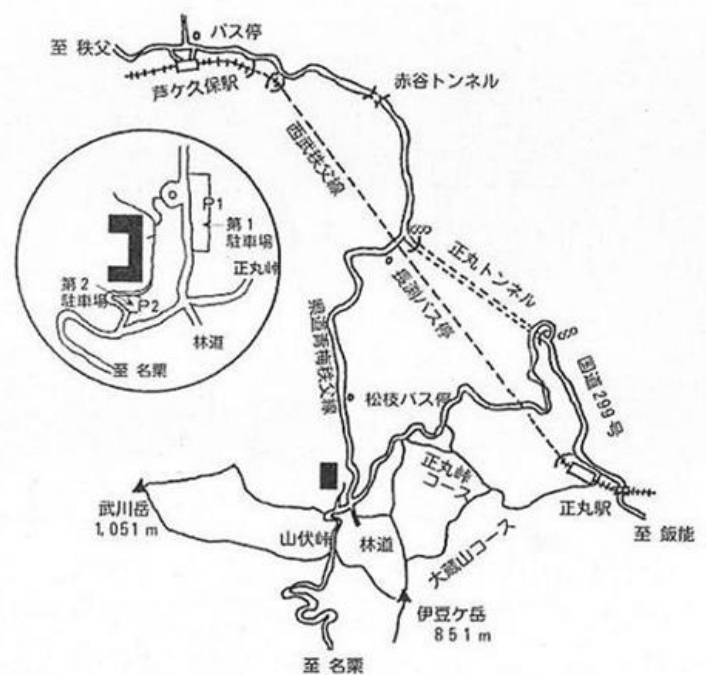 バス停
至 秩父
芦ケ久保駅
赤谷トンネル
西武秩父線
P1
第1
駐車場
正丸峠
第2
駐車場
P2
林道
至 名栗
正丸トンネル
長渕バス停
県道青梅秩父線
国道299号
松枝バス停
正丸峠
コース
武川岳
1,051m
正丸駅
山伏峠
林道
大蔵山コース
至 飯能
伊豆ケ岳
851m
至 名栗